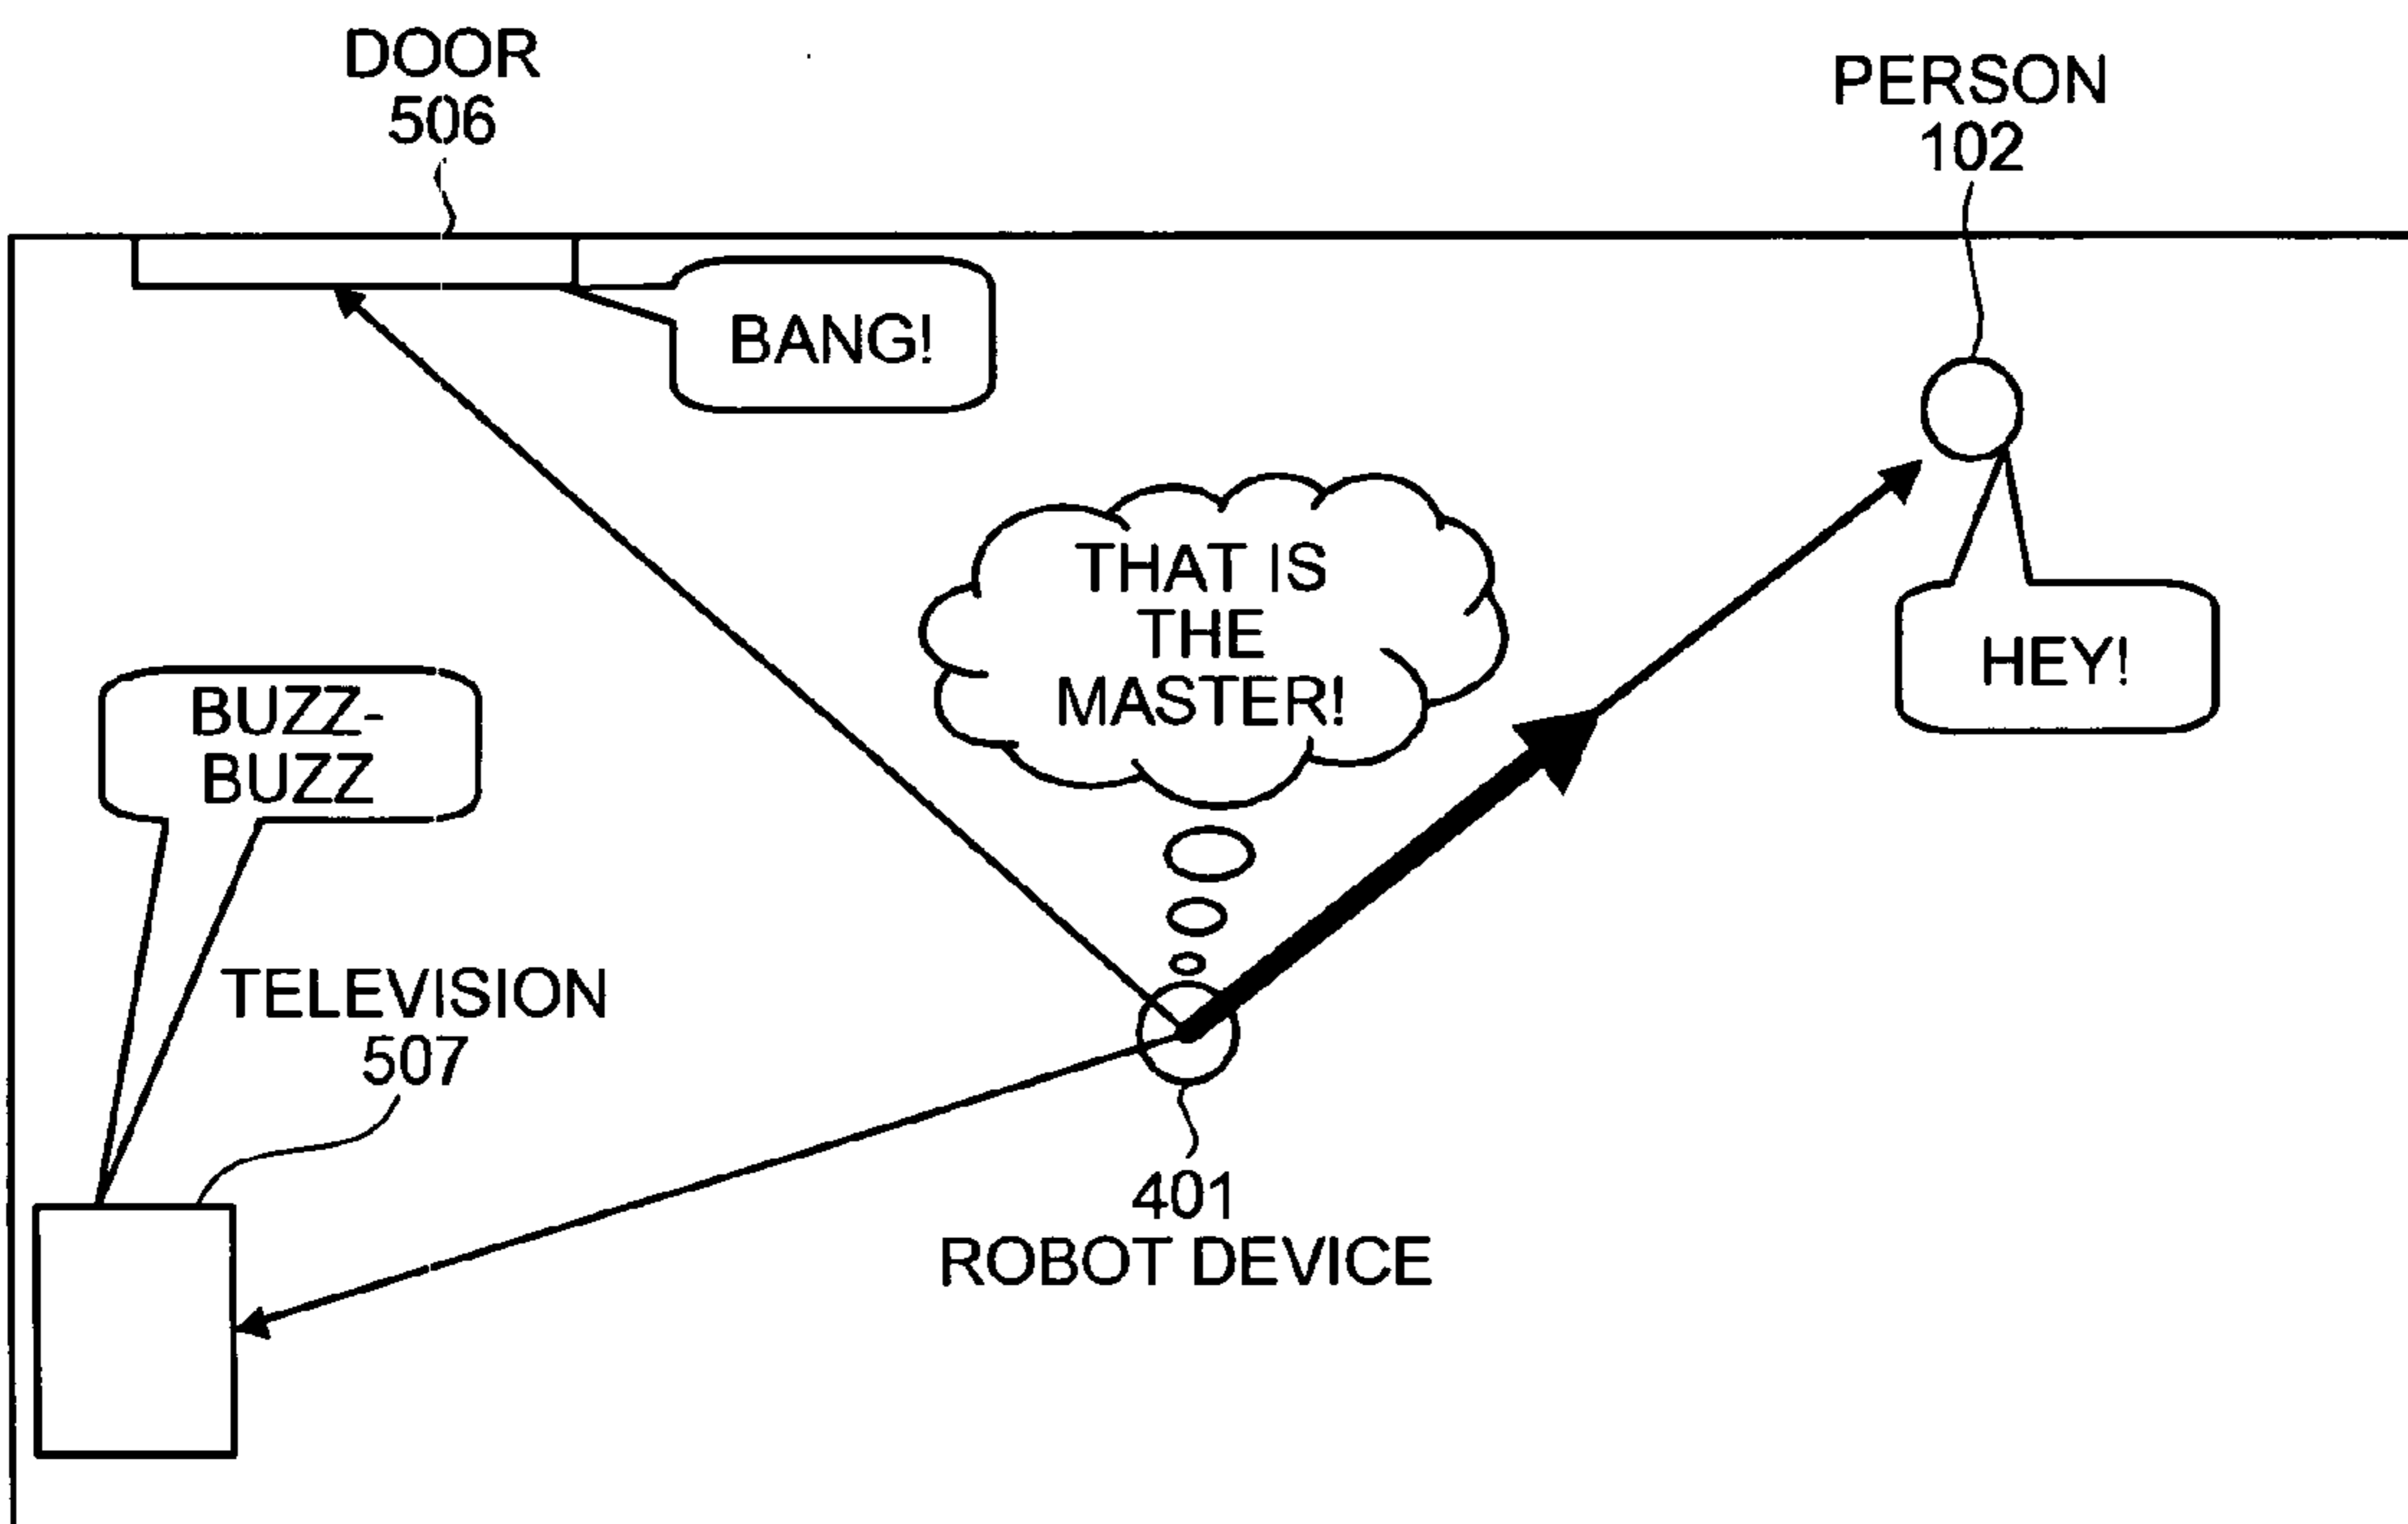 DOOR
506
PERSON
102
BANG!
THAT IS
THE
MASTER!
HEY!
BUZZ-
BUZZ
TELEVISION
507
401
ROBOT DEVICE